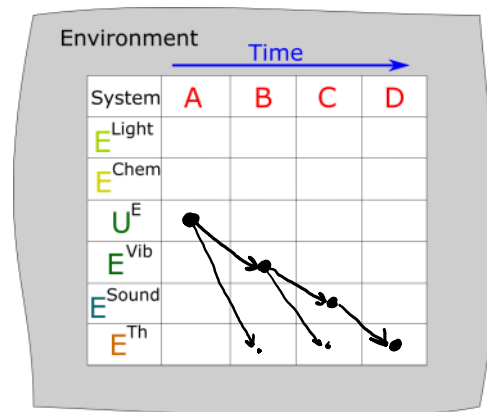 Environment
Time
System A B C D
E^Light
E^Chem
U^E
E^Vib
E^Sound
E^Th